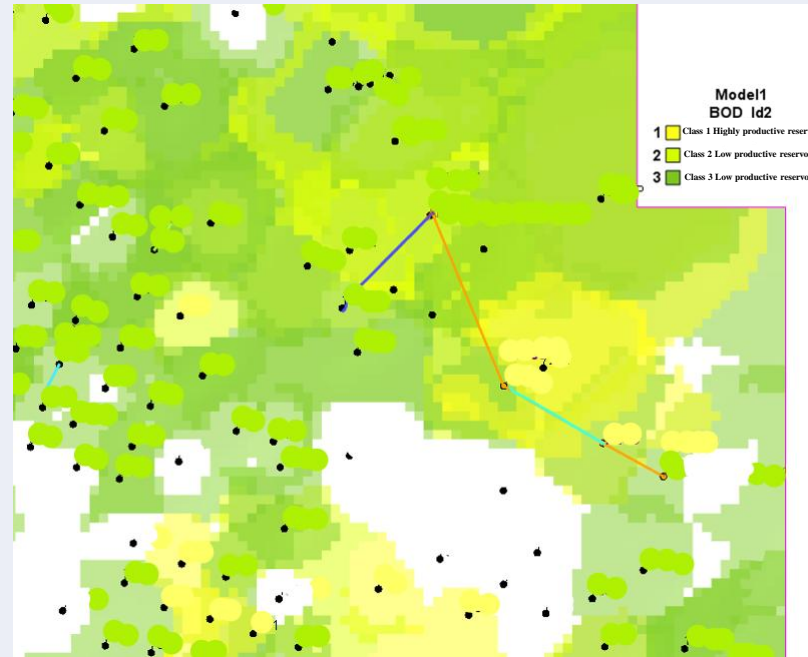 Model1
BOD Id2
1 Class 1 Highly productive reser
2 Class 2 Low productive reservo
3 Class 3 Low productive reservo
1